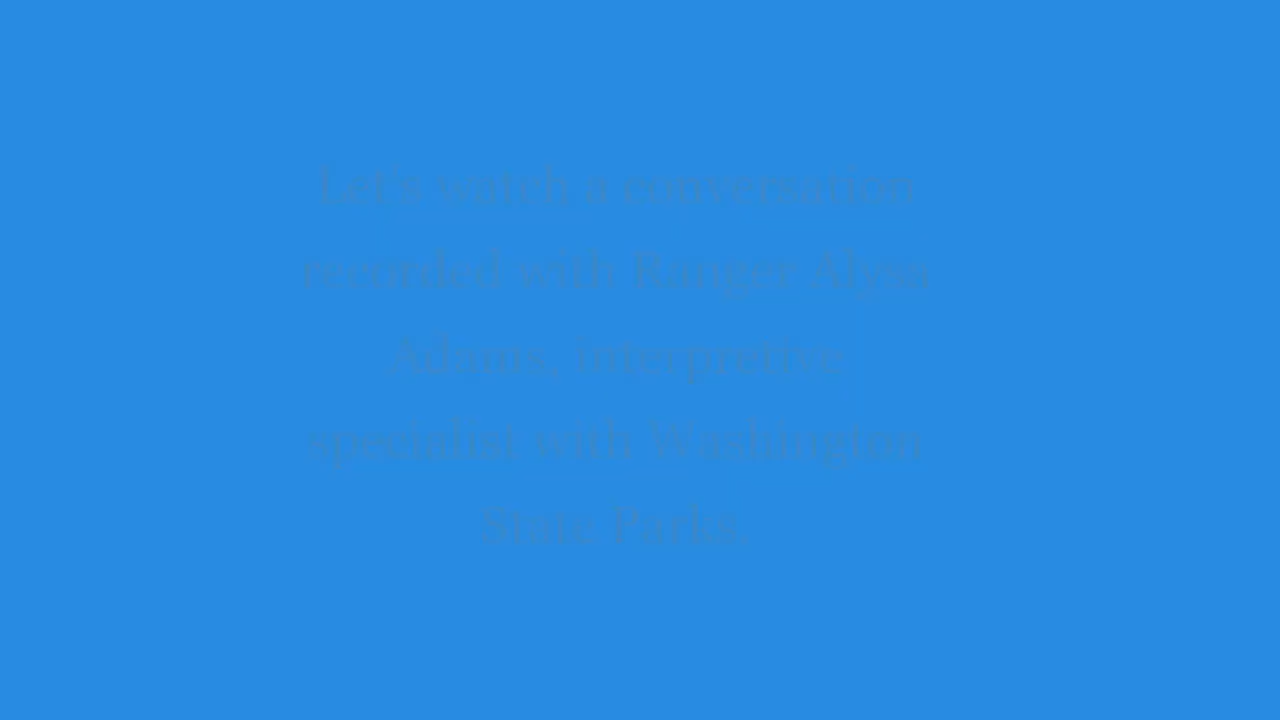 Let's watch a conversation
recorded with Ranger Alysa
Adams, interpretive
specialist with Washington
State Parks.